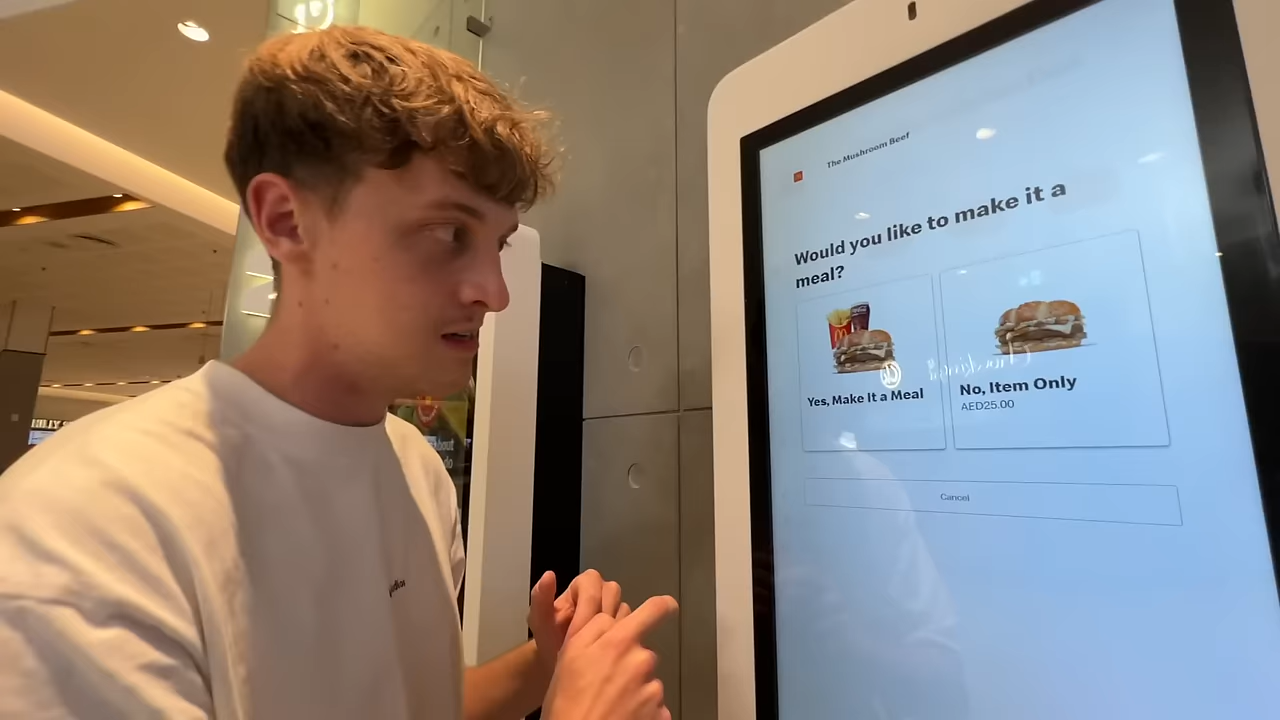 The Mushroom Beef
Would you like to make it a
meal?
Yes, Make It a Meal
No, Item Only
AED25.00
Cancel